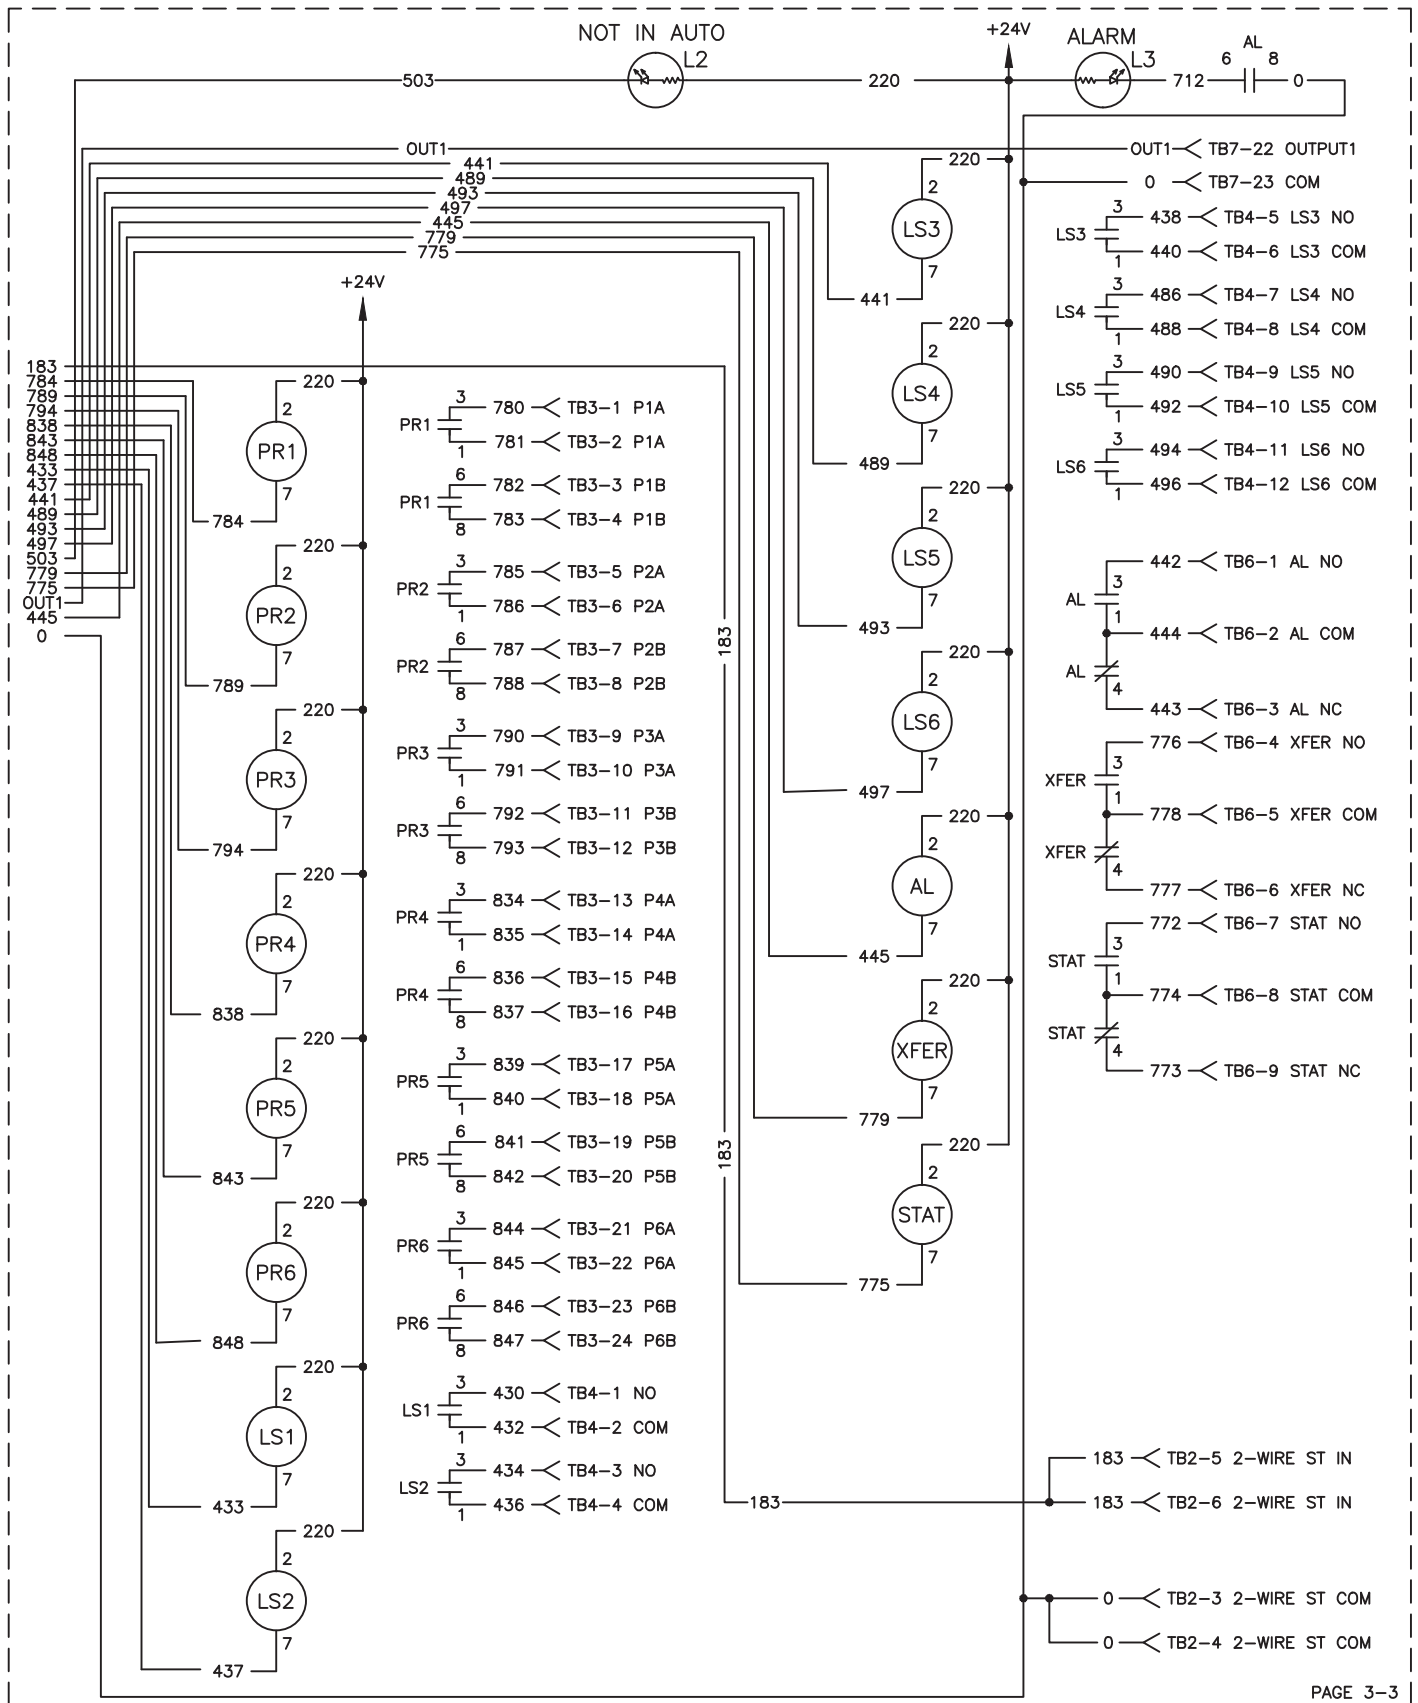 NOT IN AUTO
L2
+24V
ALARM
L3
AL
6 8
503
220
712
0
OUT1
OUT1
TB7-22 OUTPUT1
441
489
493
497
445
779
775
0
TB7-23 COM
+24V
183
784
789
794
838
843
848
433
437
441
489
493
497
503
779
775
OUT1
445
0
220
2
PR1
7
784
220
2
PR2
7
789
220
2
PR3
7
794
220
2
PR4
7
838
220
2
PR5
7
843
220
2
PR6
7
848
220
2
LS1
7
433
220
2
LS2
7
437
PR1
3
780 TB3-1 P1A
781 TB3-2 P1A
1
PR1
6
782 TB3-3 P1B
783 TB3-4 P1B
8
PR2
3
785 TB3-5 P2A
786 TB3-6 P2A
1
PR2
6
787 TB3-7 P2B
788 TB3-8 P2B
8
PR3
3
790 TB3-9 P3A
791 TB3-10 P3A
1
PR3
6
792 TB3-11 P3B
793 TB3-12 P3B
8
PR4
3
834 TB3-13 P4A
835 TB3-14 P4A
1
PR4
6
836 TB3-15 P4B
837 TB3-16 P4B
8
PR5
3
839 TB3-17 P5A
840 TB3-18 P5A
1
PR5
6
841 TB3-19 P5B
842 TB3-20 P5B
8
PR6
3
844 TB3-21 P6A
845 TB3-22 P6A
1
PR6
6
846 TB3-23 P6B
847 TB3-24 P6B
8
LS1
3
430 TB4-1 NO
432 TB4-2 COM
1
LS2
3
434 TB4-3 NO
436 TB4-4 COM
1
183
183
183
220
2
LS3
7
441
220
2
LS4
7
489
220
2
LS5
7
493
220
2
LS6
7
497
220
2
AL
7
445
220
2
XFER
7
779
220
2
STAT
7
775
LS3
3
438 TB4-5 LS3 NO
440 TB4-6 LS3 COM
1
LS4
3
486 TB4-7 LS4 NO
488 TB4-8 LS4 COM
1
LS5
3
490 TB4-9 LS5 NO
492 TB4-10 LS5 COM
1
LS6
3
494 TB4-11 LS6 NO
496 TB4-12 LS6 COM
1
442 TB6-1 AL NO
3
AL
1
444 TB6-2 AL COM
AL
4
443 TB6-3 AL NC
776 TB6-4 XFER NO
3
XFER
1
778 TB6-5 XFER COM
XFER
4
777 TB6-6 XFER NC
772 TB6-7 STAT NO
3
STAT
1
774 TB6-8 STAT COM
STAT
4
773 TB6-9 STAT NC
183 TB2-5 2-WIRE ST IN
183 TB2-6 2-WIRE ST IN
0 TB2-3 2-WIRE ST COM
0 TB2-4 2-WIRE ST COM
PAGE 3-3